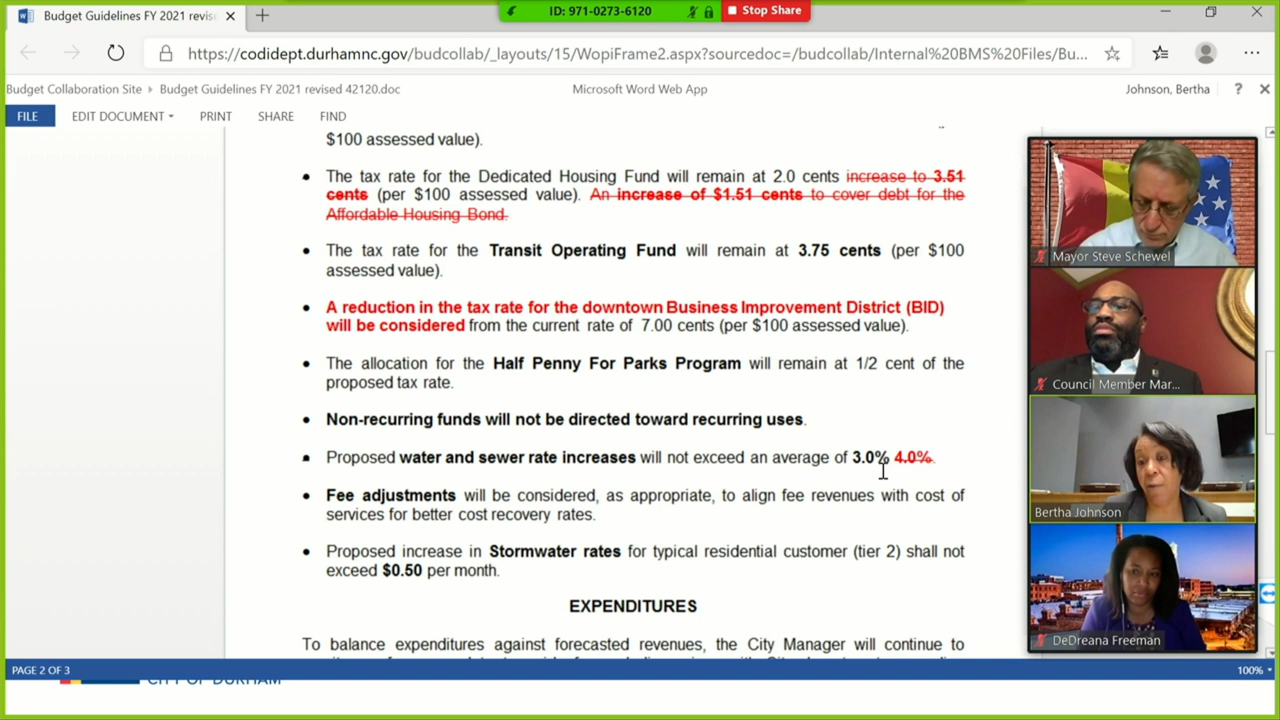 Budget Guidelines FY 2021 revis
ID: 971-0273-6120
Stop Share
https://codidept.durhamnc.gov/budcollab/_layouts/15/WopiFrame2.aspx?sourcedoc=/budcollab/Internal%20BMS%20Files/Bu...
Budget Collaboration Site ▸ Budget Guidelines FY 2021 revised 42120.doc
Microsoft Word Web App
Johnson, Bertha
FILE EDIT DOCUMENT PRINT SHARE FIND
$100 assessed value).
• The tax rate for the Dedicated Housing Fund will remain at 2.0 cents increase to 3.51
cents (per $100 assessed value). An increase of $1.51 cents to cover debt for the
Affordable Housing Bond.
• The tax rate for the Transit Operating Fund will remain at 3.75 cents (per $100
assessed value).
• A reduction in the tax rate for the downtown Business Improvement District (BID)
will be considered from the current rate of 7.00 cents (per $100 assessed value).
• The allocation for the Half Penny For Parks Program will remain at 1/2 cent of the
proposed tax rate.
• Non-recurring funds will not be directed toward recurring uses.
• Proposed water and sewer rate increases will not exceed an average of 3.0% 4.0%.
• Fee adjustments will be considered, as appropriate, to align fee revenues with cost of
services for better cost recovery rates.
• Proposed increase in Stormwater rates for typical residential customer (tier 2) shall not
exceed $0.50 per month.
EXPENDITURES
To balance expenditures against forecasted revenues, the City Manager will continue to
Mayor Steve Schewel
Council Member Mar...
Bertha Johnson
DeDreana Freeman
PAGE 2 OF 3
100%
CITY OF DURHAM